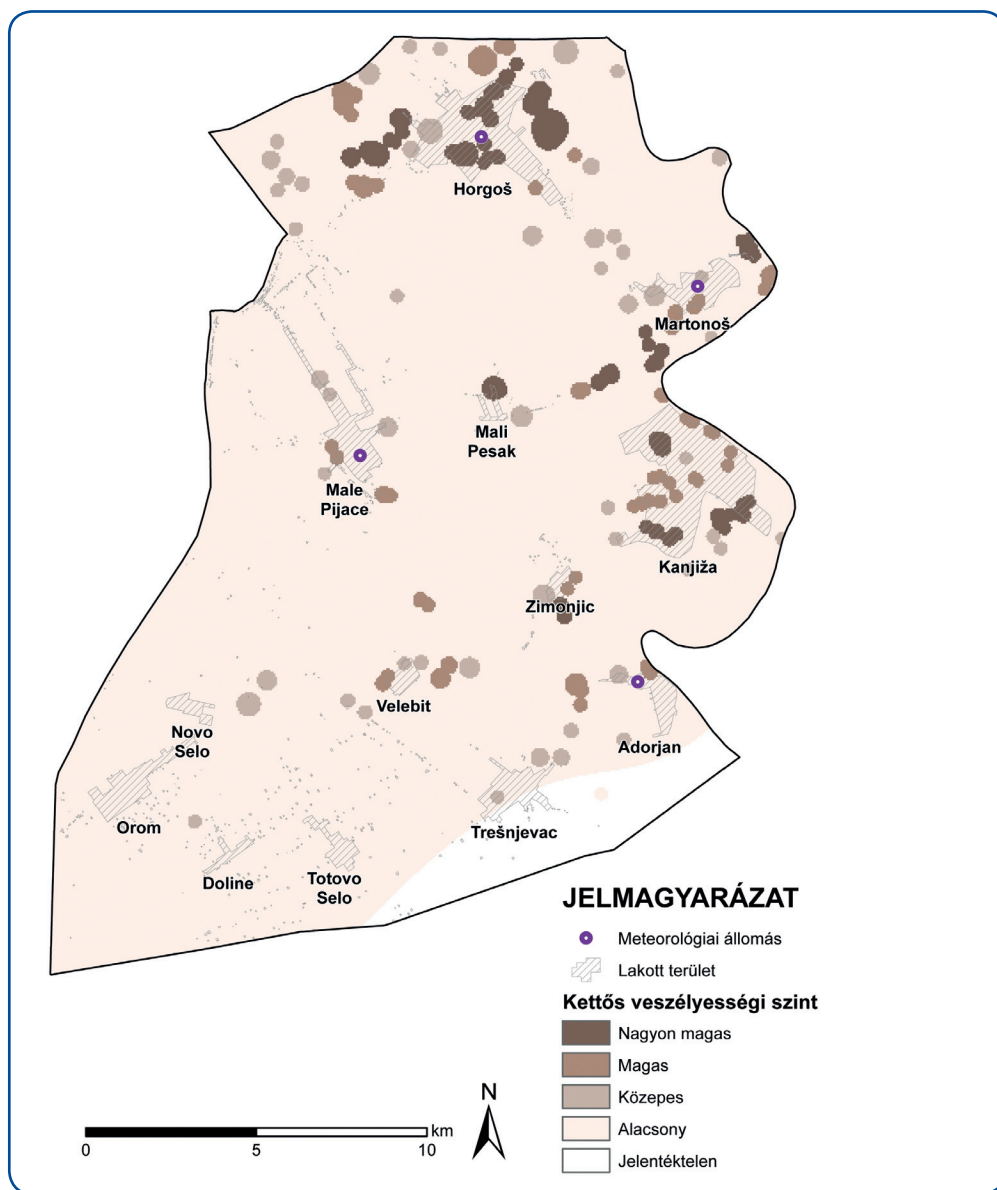 Horgoš
Martonoš
Mali
Pesak
Male
Pijace
Kanjiža
Zimonjic
Velebit
Novo
Selo
Adorjan
Orom
Trešnjevac
Doline
Totovo
Selo
JELMAGYARÁZAT
Meteorológiai állomás
Lakott terület
Kettős veszélyességi szint
Nagyon magas
Magas
Közepes
Alacsony
Jelentéktelen
N
km
0 5 10